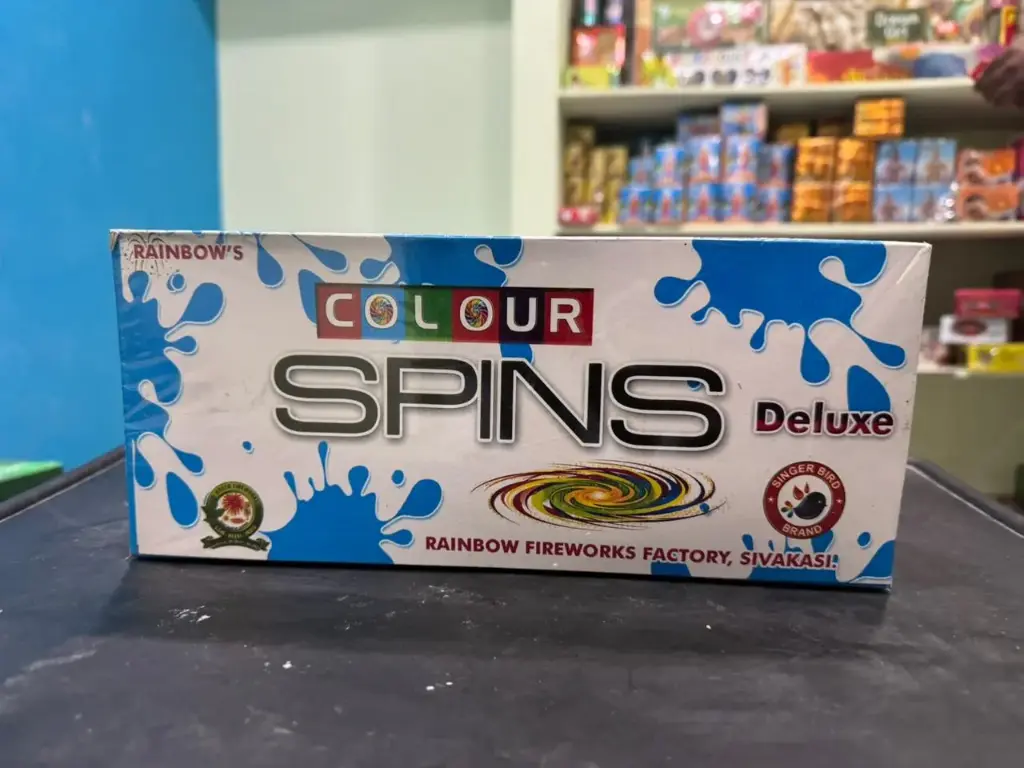 RAINBOW'S
COLOUR
SPINS
Deluxe
SINGER BIRD
BRAND
RAINBOW FIREWORKS FACTORY, SIVAKASI.